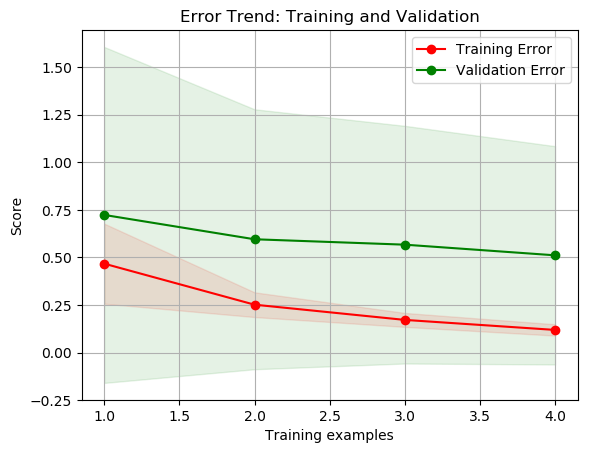 Error Trend: Training and Validation
Training Error
Validation Error
Score
1.50
1.25
1.00
0.75
0.50
0.25
0.00
−0.25
1.0 1.5 2.0 2.5 3.0 3.5 4.0
Training examples